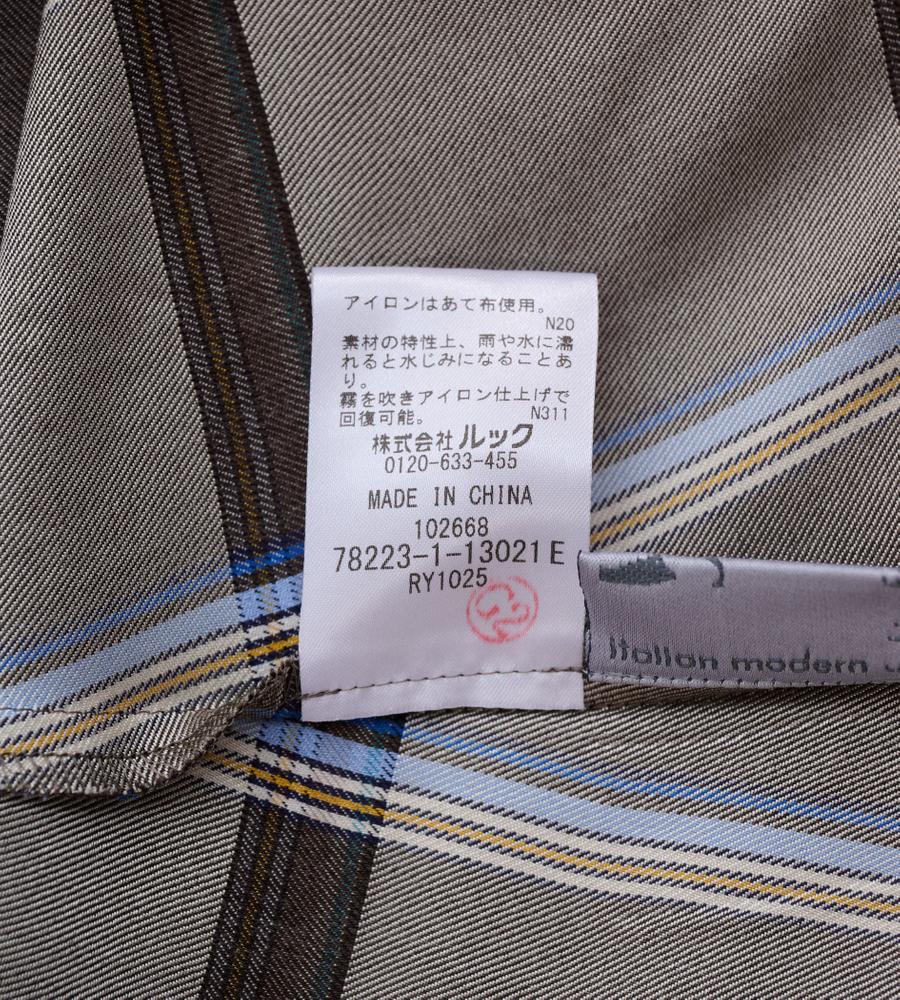 アイロンはあて布使用。
N20
素材の特性上、雨や水に濡
れると水じみになることあ
り。
霧を吹きアイロン仕上げで
回復可能。 N311
株式会社ルック
0120-633-455
MADE IN CHINA
102668
78223-1-13021 E
RY1025
Italian modern